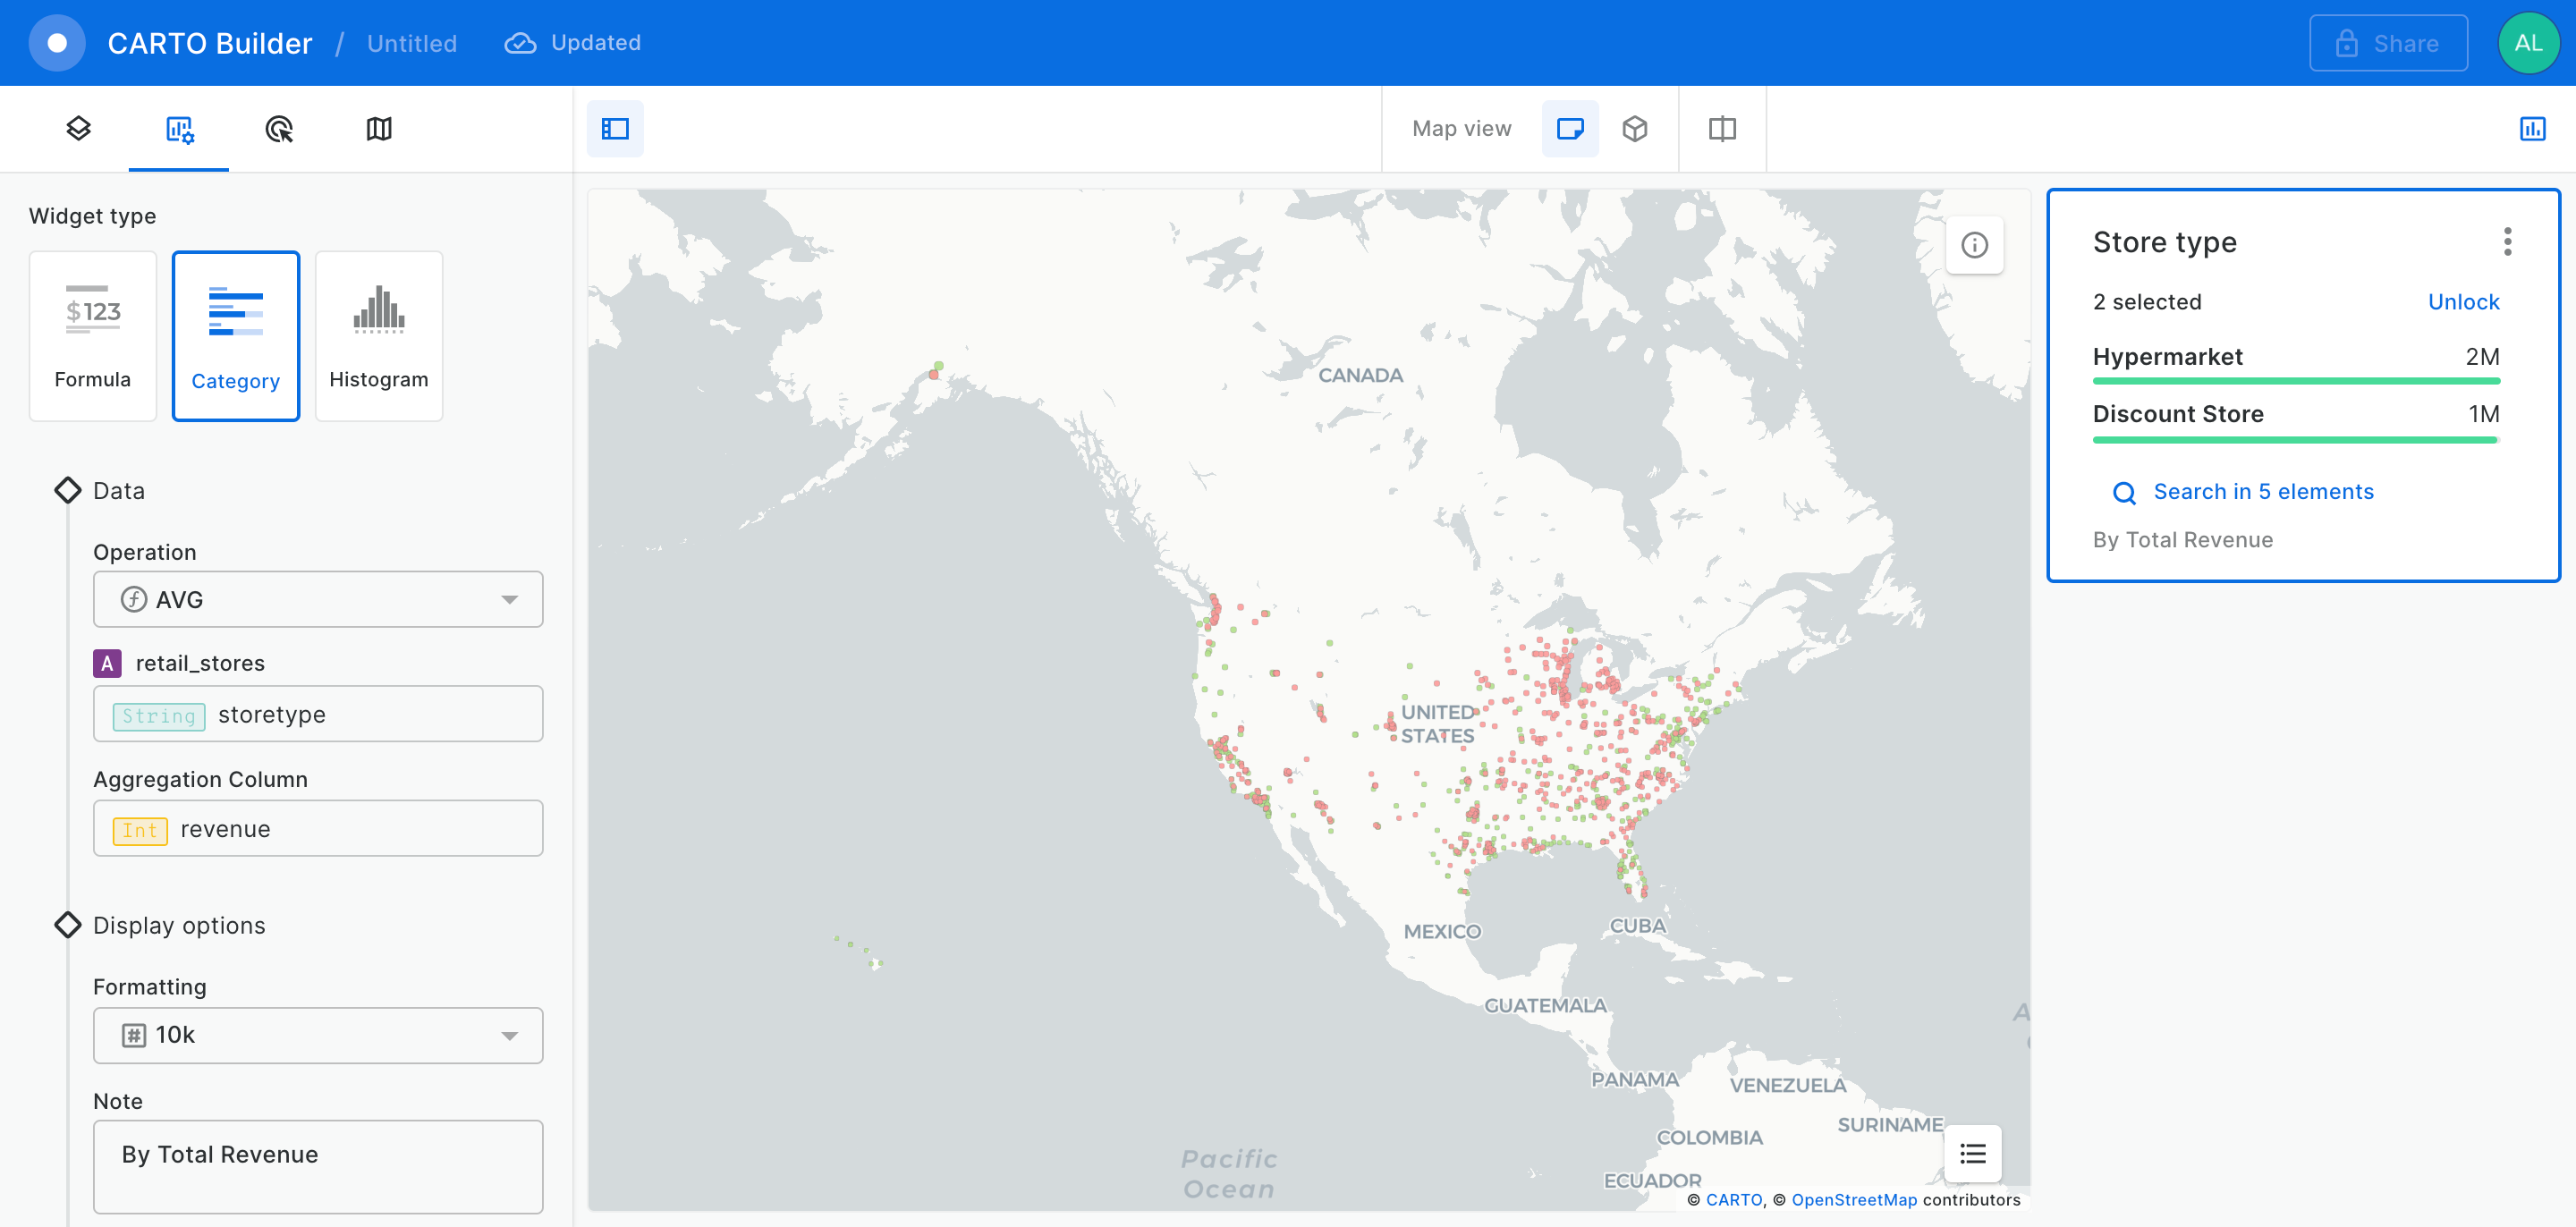 CARTO Builder / Untitled Updated Share AL
Map view
Widget type
$123
Formula Category Histogram
Data
Operation
AVG
A retail_stores
String storetype
Aggregation Column
Int revenue
Display options
Formatting
10k
Note
By Total Revenue
CANADA
UNITED
STATES
MEXICO
CUBA
GUATEMALA
PANAMA
VENEZUELA
SURINAME
COLOMBIA
ECUADOR
Pacific
Ocean
© CARTO, © OpenStreetMap contributors
Store type
2 selected Unlock
Hypermarket 2M
Discount Store 1M
Search in 5 elements
By Total Revenue